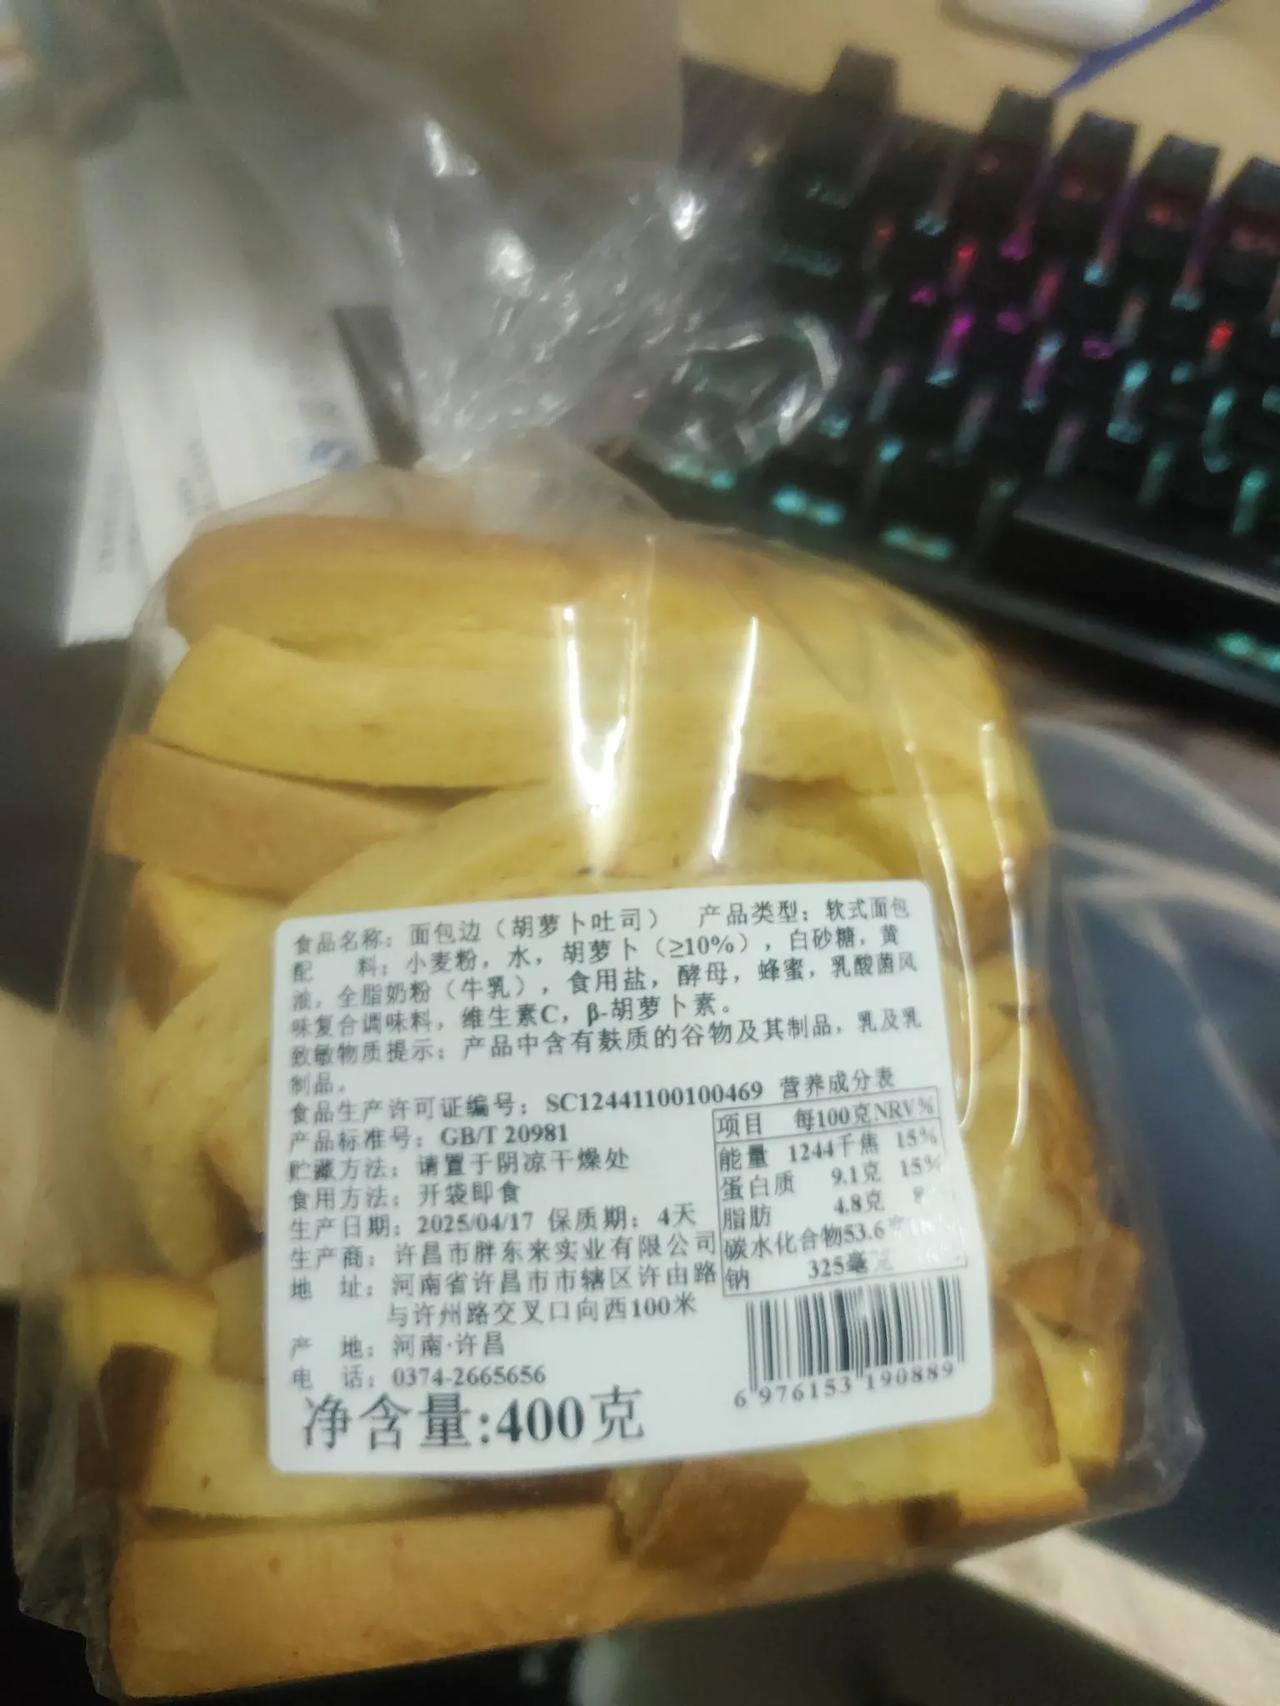 食品名称：面包边（胡萝卜吐司） 产品类型：软式面包
配 料：小麦粉，水，胡萝卜（≥10%），白砂糖，黄
油，全脂奶粉（牛乳），食用盐，酵母，蜂蜜，乳酸菌风
味复合调味料，维生素C，β-胡萝卜素。
致敏物质提示：产品中含有麸质的谷物及其制品，乳及乳
制品。
食品生产许可证编号：SC12441100100469
产品标准号：GB/T 20981
贮藏方法：请置于阴凉干燥处
食用方法：开袋即食
生产日期：2025/04/17 保质期：4天
生产商：许昌市胖东来实业有限公司
地 址：河南省许昌市市辖区许由路
与许州路交叉口向西100米
产 地：河南·许昌
电 话：0374-2665656
净含量:400克
营养成分表
项目 每100克 NRV%
能量 1244千焦 15%
蛋白质 9.1克 15%
脂肪 4.8克 8
碳水化合物53.6
钠 325毫
6 976153 190889